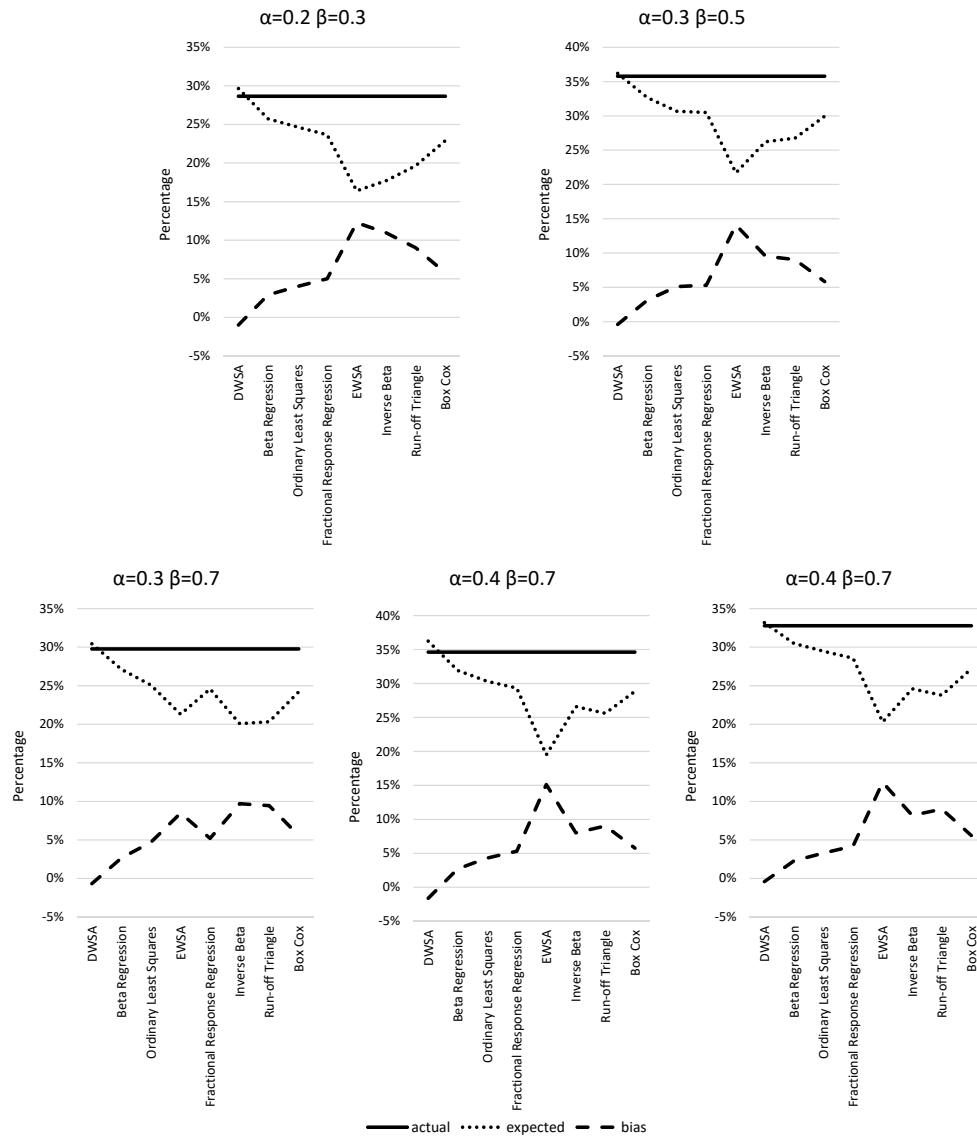 α=0.2 β=0.3
35%
30%
25%
20%
15%
10%
5%
0%
-5%
Percentage
DWSA
Beta Regression
Ordinary Least Squares
Fractional Response Regression
EWSA
Inverse Beta
Run-off Triangle
Box Cox
α=0.3 β=0.5
40%
35%
30%
25%
20%
15%
10%
5%
0%
-5%
Percentage
DWSA
Beta Regression
Ordinary Least Squares
Fractional Response Regression
EWSA
Inverse Beta
Run-off Triangle
Box Cox
α=0.3 β=0.7
35%
30%
25%
20%
15%
10%
5%
0%
-5%
Percentage
DWSA
Beta Regression
Ordinary Least Squares
EWSA
Fractional Response Regression
Inverse Beta
Run-off Triangle
Box Cox
α=0.4 β=0.7
40%
35%
30%
25%
20%
15%
10%
5%
0%
-5%
Percentage
DWSA
Beta Regression
Ordinary Least Squares
Fractional Response Regression
EWSA
Inverse Beta
Run-off Triangle
Box Cox
α=0.4 β=0.7
35%
30%
25%
20%
15%
10%
5%
0%
-5%
Percentage
DWSA
Beta Regression
Ordinary Least Squares
Fractional Response Regression
EWSA
Inverse Beta
Run-off Triangle
Box Cox
actual expected bias